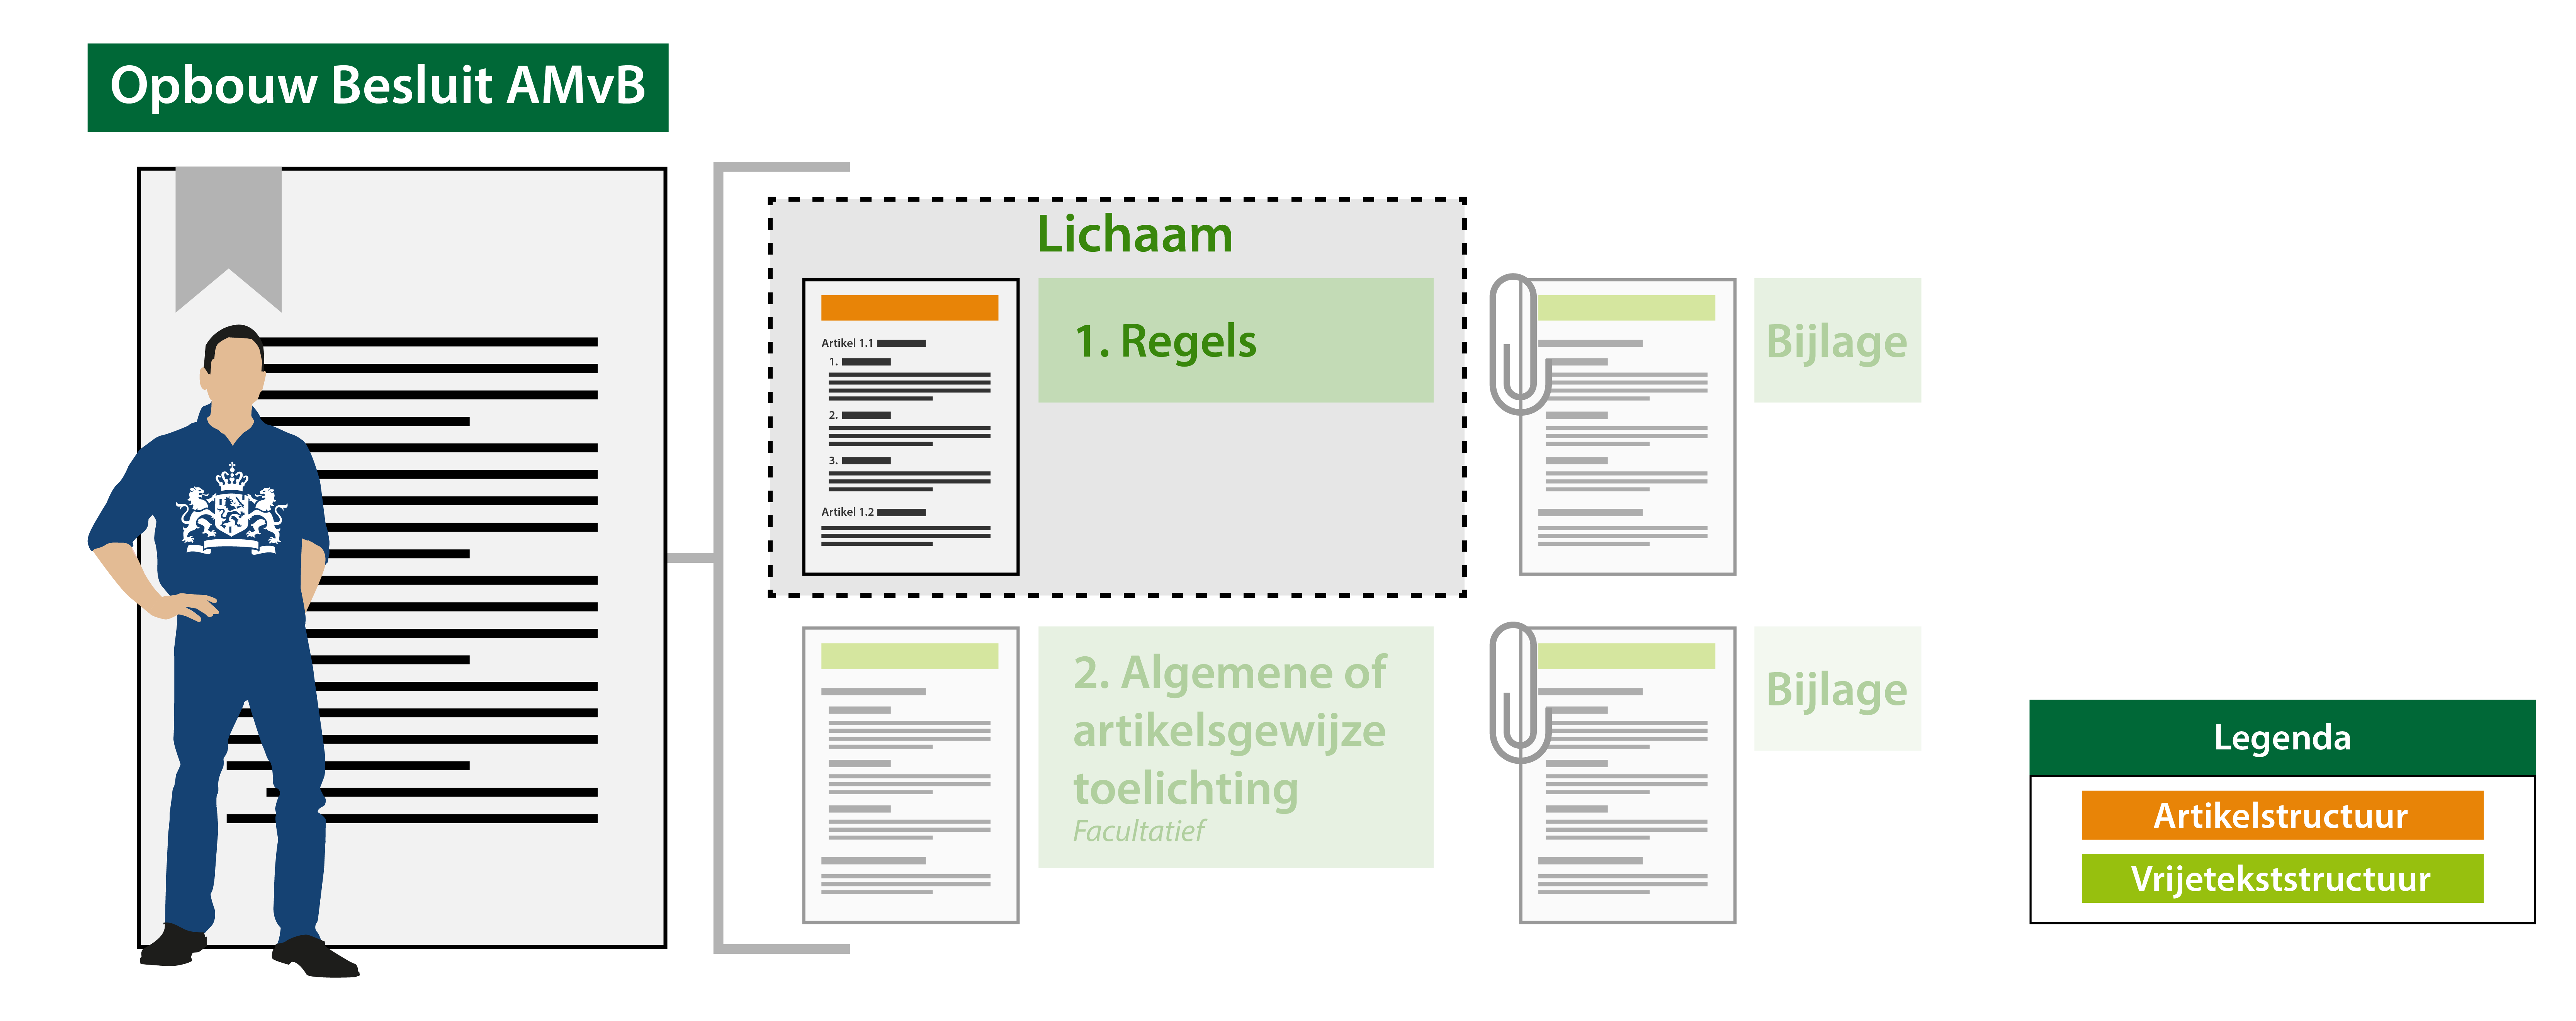 Opbouw Besluit AMvB
Lichaam
1. Regels
Artikel 1.1
1.
2.
3.
Artikel 1.2
Bijlage
2. Algemene of
artikelsgewijze
toelichting
Facultatief
Bijlage
Legenda
Artikelstructuur
Vrijetekststructuur